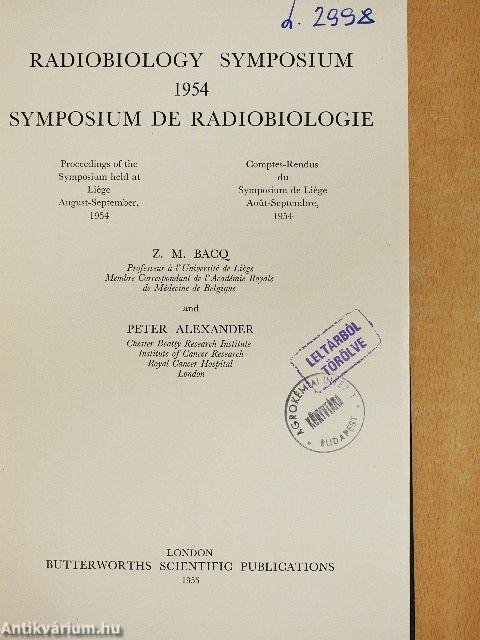 L. 2998
RADIOBIOLOGY SYMPOSIUM
1954
SYMPOSIUM DE RADIOBIOLOGIE
Proceedings of the
Symposium held at
Liège
August-September,
1954
Comptes-Rendus
du
Symposium de Liège
Août-Septembre,
1954
Z. M. BACQ
Professeur à l'Université de Liège
Membre Correspondant de l'Académie Royale
de Médecine de Belgique
and
PETER ALEXANDER
Chester Beatty Research Institute
Institute of Cancer Research
Royal Cancer Hospital
London
LELTÁRBÓL
TÖRÖLVE
AGROKÉMIAI
KÖNYVTÁRA
BUDAPEST
LONDON
BUTTERWORTHS SCIENTIFIC PUBLICATIONS
1955
Antikvárium.hu